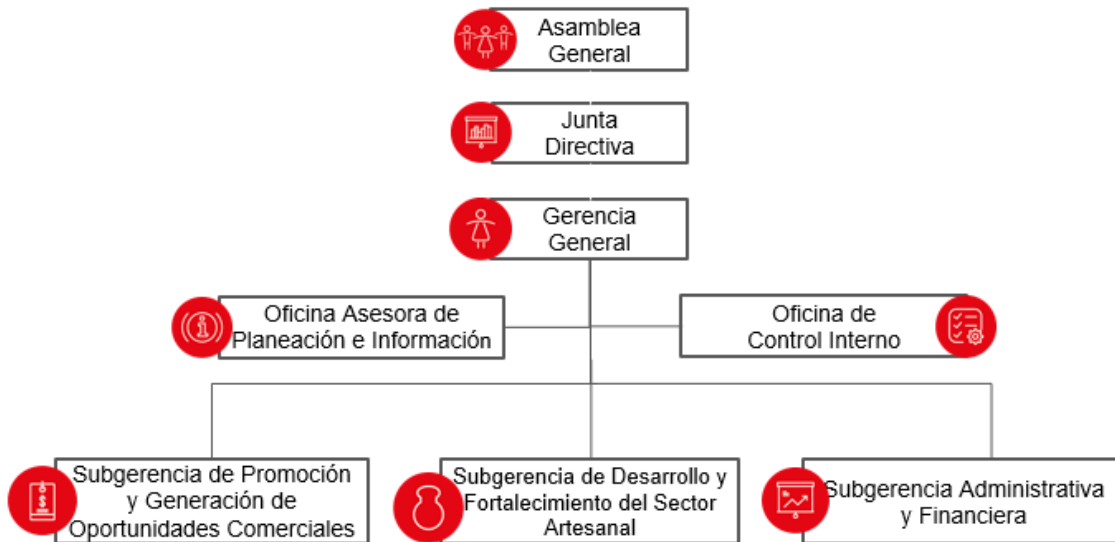 Asamblea
General
Junta
Directiva
Gerencia
General
Oficina Asesora de
Planeación e Información
Oficina de
Control Interno
Subgerencia de Promoción
y Generación de
Oportunidades Comerciales
Subgerencia de Desarrollo y
Fortalecimiento del Sector
Artesanal
Subgerencia Administrativa
y Financiera